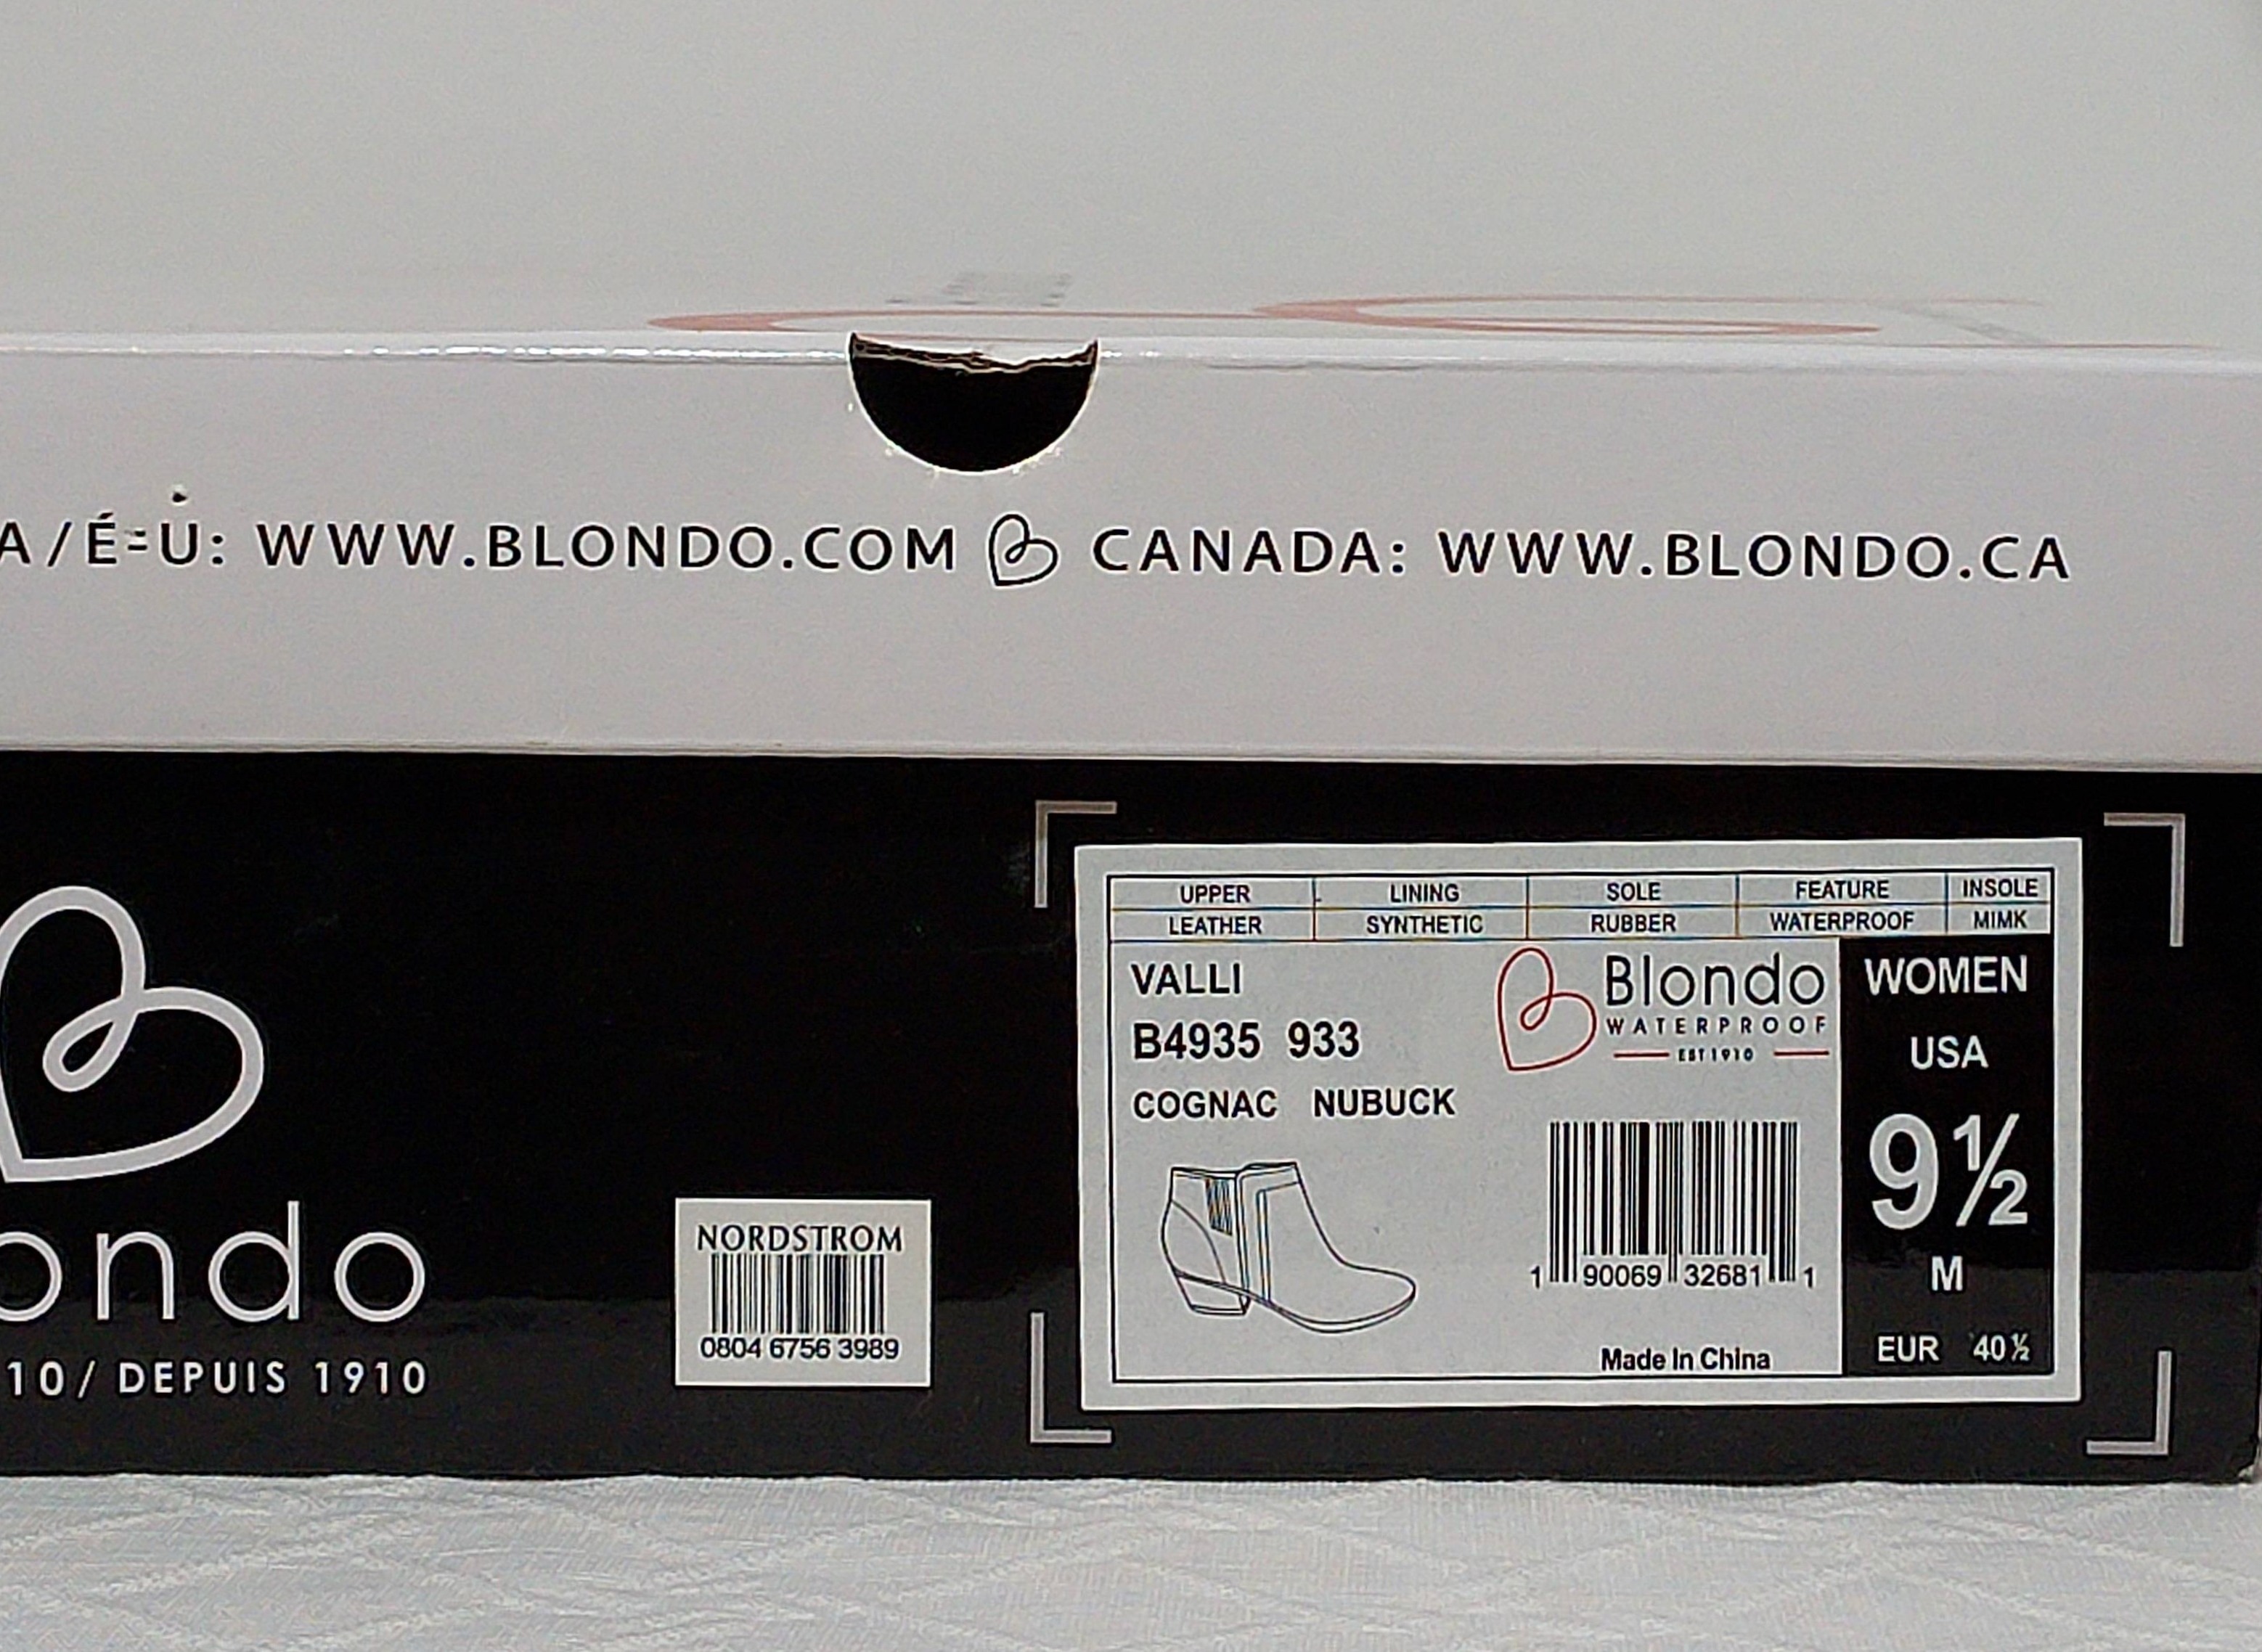 A/É-U: WWW.BLONDO.COM CANADA: WWW.BLONDO.CA
ondo
10/ DEPUIS 1910
NORDSTROM
0804 6756 3989
UPPER LINING SOLE FEATURE INSOLE
LEATHER SYNTHETIC RUBBER WATERPROOF MIMK
VALLI
B4935 933
COGNAC NUBUCK
Blondo
WATERPROOF
EST 1910
1 90069 32681 1
Made In China
WOMEN
USA
9½
M
EUR 40½